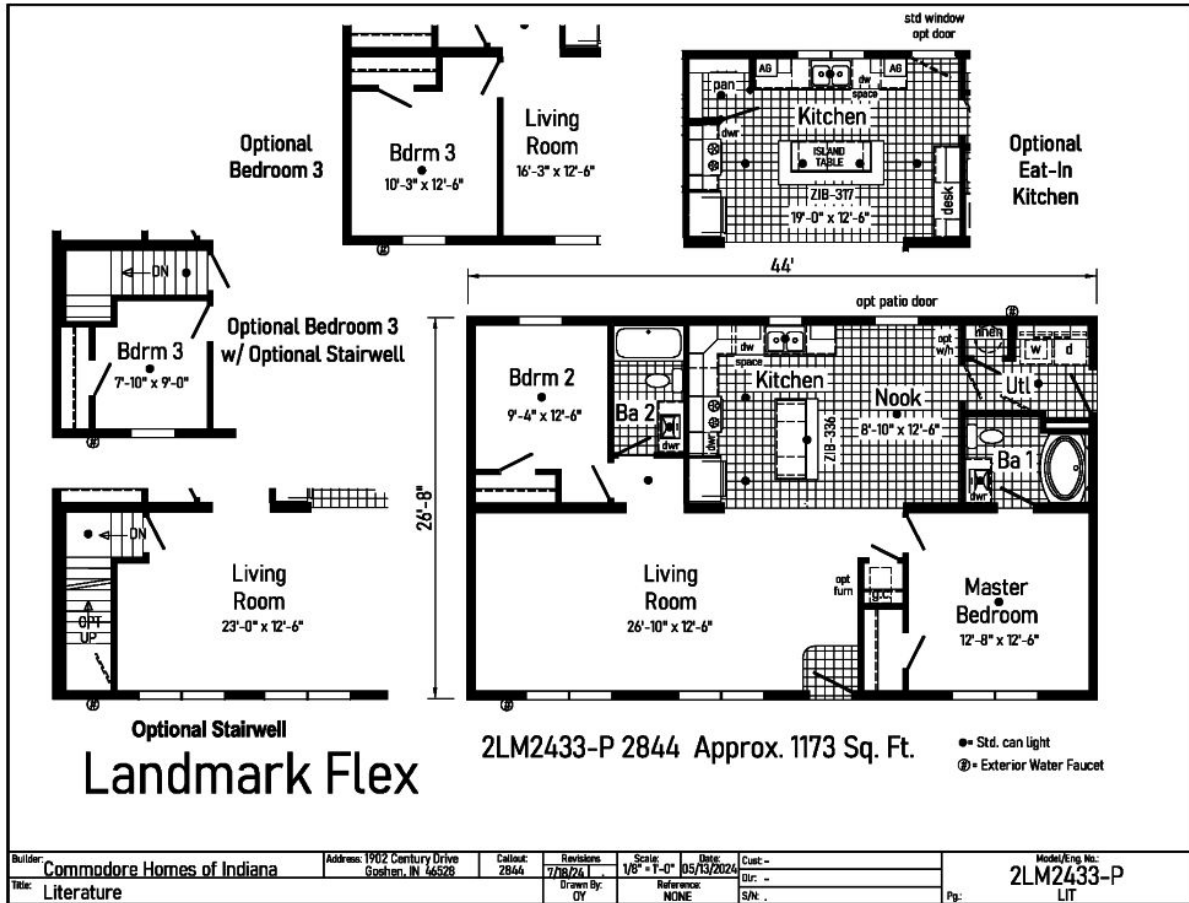 std window
opt door
Optional
Bedroom 3
Bdrm 3
10'-3" x 12'-6"
Living
Room
16'-3" x 12'-6"
pan
AG
AG
dw
space
Kitchen
dwr
ISLAND
TABLE
ZIB-317
19'-0" x 12'-6"
desk
Optional
Eat-In
Kitchen
DN
Bdrm 3
7'-10" x 9'-0"
Optional Bedroom 3
w/ Optional Stairwell
44'
opt patio door
26'-8"
Bdrm 2
9'-4" x 12'-6"
Ba 2
dwr
dw
space
Kitchen
dwr
ZIB-336
Nook
8'-10" x 12'-6"
opt
w/h
linen
w
d
Utl
Ba 1
dwr
Living
Room
26'-10" x 12'-6"
opt
furn
g.c.
Master
Bedroom
12'-8" x 12'-6"
DN
OPT
UP
Living
Room
23'-0" x 12'-6"
Optional Stairwell
Landmark Flex
2LM2433-P 2844 Approx. 1173 Sq. Ft.
●= Std. can light
⌗ = Exterior Water Faucet
Builder: Commodore Homes of Indiana
Address: 1902 Century Drive
Goshen, IN 46528
Callout:
2844
Revisions
7/18/24
Scale:
1/8" = 1'-0"
Date:
05/13/2024
Cust: -
Dlr: -
S/N: .
Model/Eng. No.:
2LM2433-P
Title: Literature
Drawn By:
OY
Reference:
NONE
Pg.: LIT